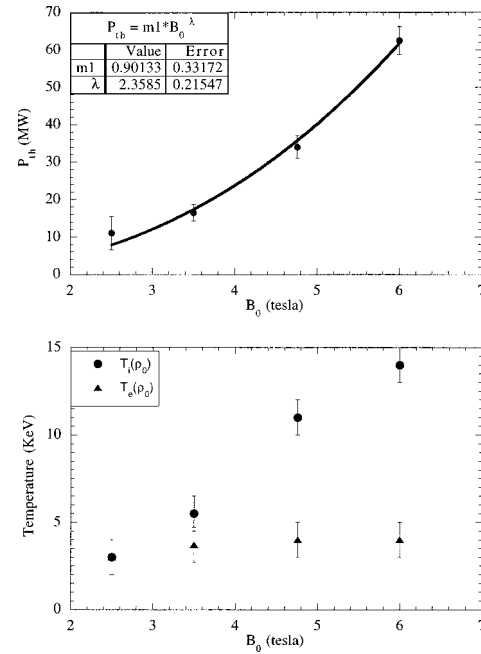 P_th = m1*B_0^λ
Value Error
m1 0.90133 0.33172
λ 2.3585 0.21547
70
60
50
40
30
20
10
0
P_th (MW)
2 3 4 5 6 7
B_0 (tesla)
T_i(ρ_0)
T_e(ρ_0)
15
10
5
0
Temperature (KeV)
2 3 4 5 6 7
B_0 (tesla)